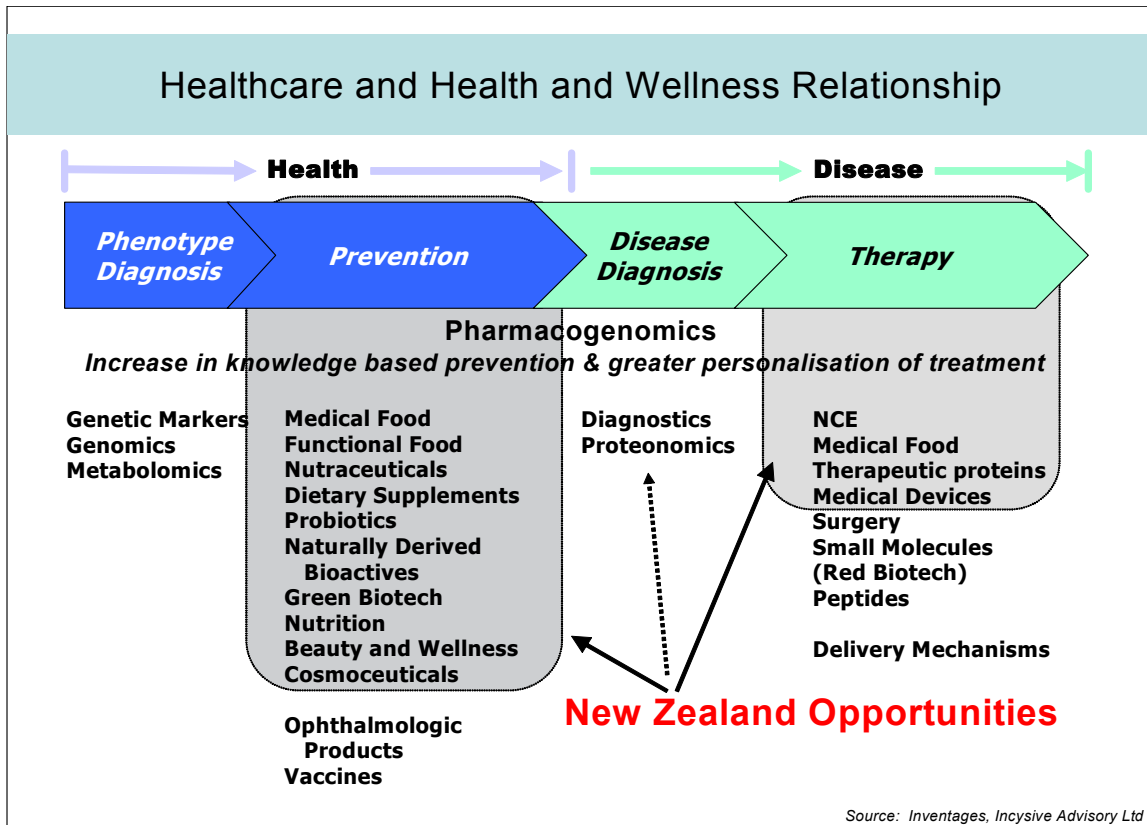 Healthcare and Health and Wellness Relationship
Health
Disease
Phenotype
Diagnosis
Prevention
Disease
Diagnosis
Therapy
Pharmacogenomics
Increase in knowledge based prevention & greater personalisation of treatment
Genetic Markers
Genomics
Metabolomics
Medical Food
Functional Food
Nutraceuticals
Dietary Supplements
Probiotics
Naturally Derived
Bioactives
Green Biotech
Nutrition
Beauty and Wellness
Cosmoceuticals
Ophthalmologic
Products
Vaccines
Diagnostics
Proteonomics
NCE
Medical Food
Therapeutic proteins
Medical Devices
Surgery
Small Molecules
(Red Biotech)
Peptides
Delivery Mechanisms
New Zealand Opportunities
Source: Inventages, Incysive Advisory Ltd